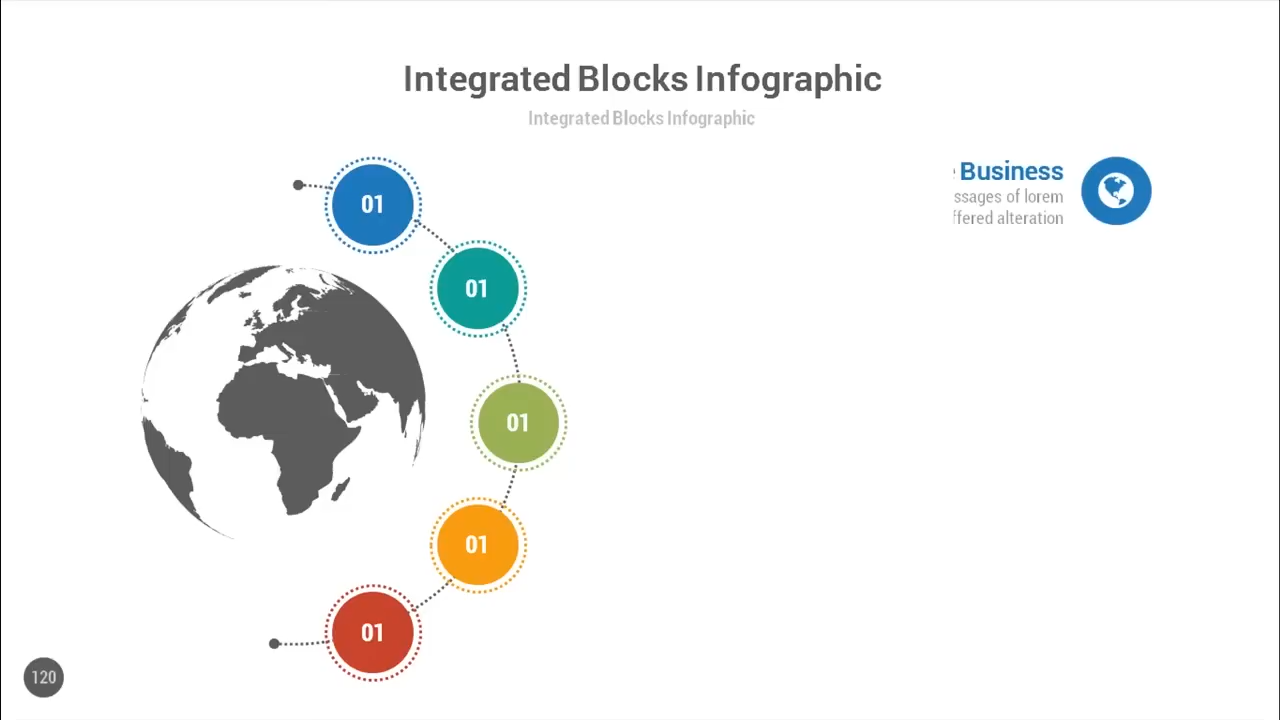 Integrated Blocks Infographic
Integrated Blocks Infographic
01
Business
ssages of lorem
ffered alteration
01
01
01
01
120